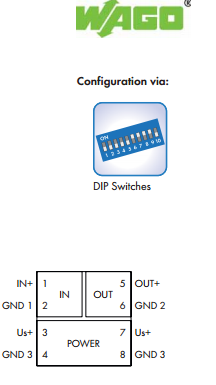 WAGO®
Configuration via:
ON
1 2 3 4 5 6 7 8 9 10
DIP Switches
IN+ 1 5 OUT+
IN OUT
GND 1 2 6 GND 2
Us+ 3 7 Us+
POWER
GND 3 4 8 GND 3